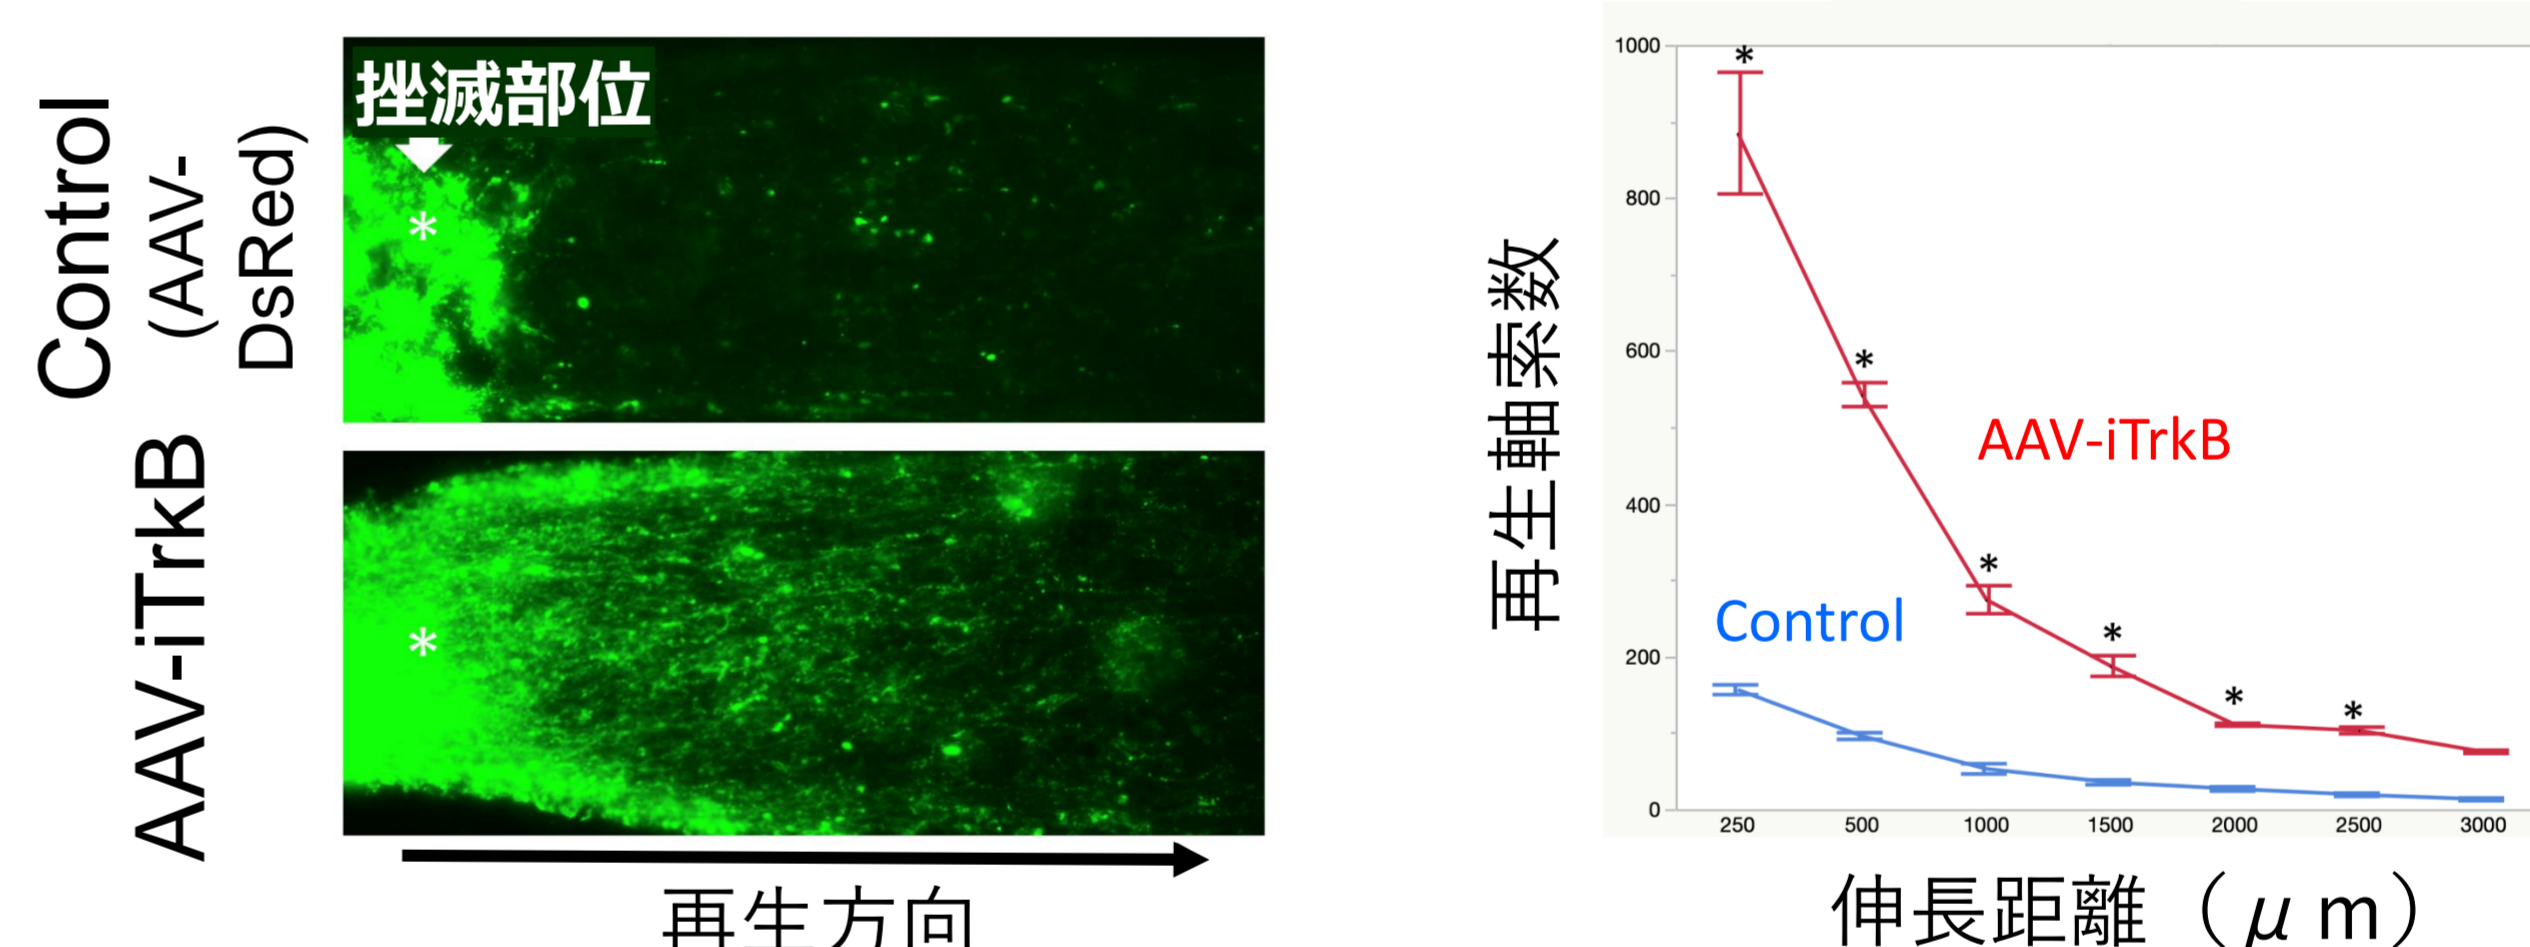 Control
(AAV-
DsRed)
挫滅部位
*
AAV-iTrkB
*
再生方向
再生軸索数
1000
800
600
400
200
0
*
*
*
*
*
*
AAV-iTrkB
Control
250 500 1000 1500 2000 2500 3000
伸長距離（μm）